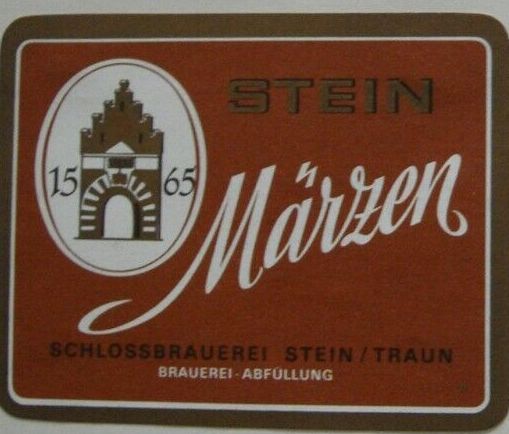 STEIN
15 65
Märzen
SCHLOSSBRAUEREI STEIN/TRAUN
BRAUEREI-ABFÜLLUNG